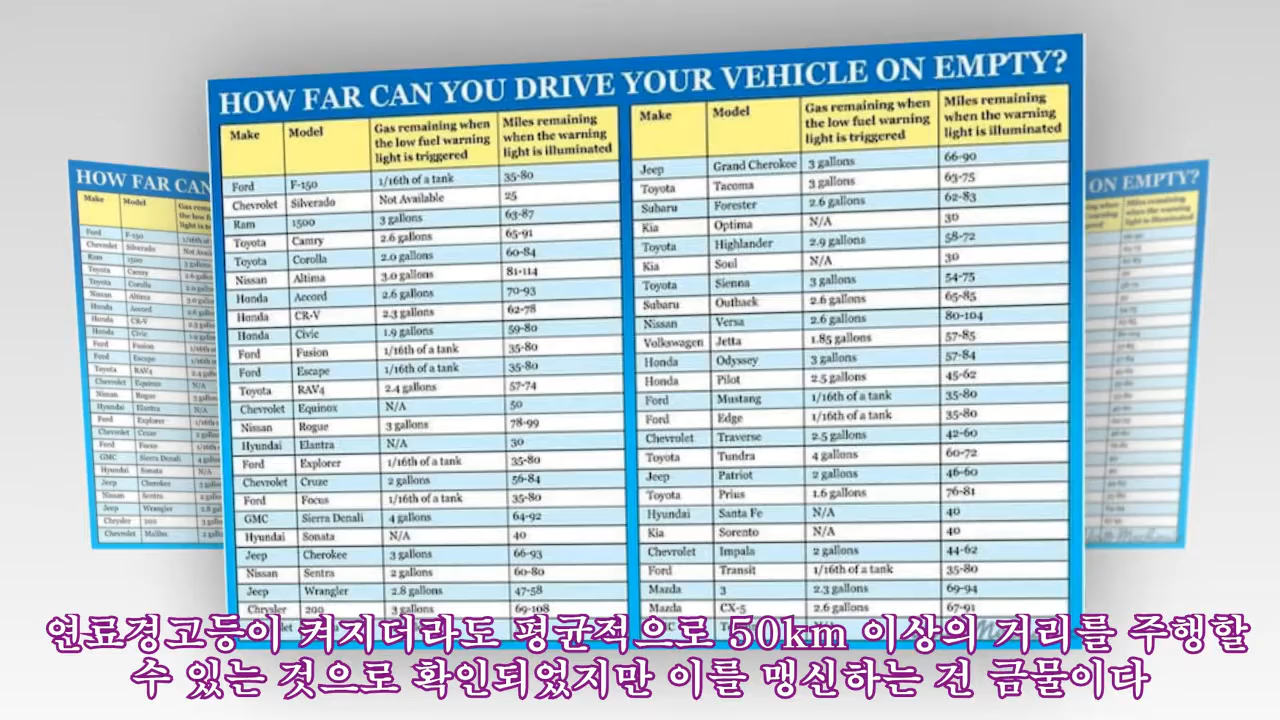 HOW FAR CAN YOU DRIVE YOUR VEHICLE ON EMPTY?
Make Model Gas remaining when the low fuel warning light is triggered Miles remaining when the warning light is illuminated
Ford F-150 1/16th of a tank 35-80
Chevrolet Silverado Not Available 25
Ram 1500 3 gallons 63-87
Toyota Camry 2.6 gallons 65-91
Toyota Corolla 2.0 gallons 60-84
Nissan Altima 3.0 gallons 81-114
Honda Accord 2.6 gallons 70-93
Honda CR-V 2.3 gallons 62-78
Honda Civic 1.9 gallons 59-80
Ford Fusion 1/16th of a tank 35-80
Ford Escape 1/16th of a tank 35-80
Toyota RAV4 2.4 gallons 57-74
Chevrolet Equinox N/A 50
Nissan Rogue 3 gallons 78-99
Hyundai Elantra N/A 30
Ford Explorer 1/16th of a tank 35-80
Chevrolet Cruze 2 gallons 56-84
Ford Focus 1/16th of a tank 35-80
GMC Sierra Denali 4 gallons 64-92
Hyundai Sonata N/A 40
Jeep Cherokee 3 gallons 66-93
Nissan Sentra 2 gallons 60-80
Jeep Wrangler 2.8 gallons 47-58
Chrysler 200 3 gallons 69-108
Make Model Gas remaining when the low fuel warning light is triggered Miles remaining when the warning light is illuminated
Jeep Grand Cherokee 3 gallons 66-90
Toyota Tacoma 3 gallons 63-75
Subaru Forester 2.6 gallons 62-83
Kia Optima N/A 30
Toyota Highlander 2.9 gallons 58-72
Kia Soul N/A 30
Toyota Sienna 3 gallons 54-75
Subaru Outback 2.6 gallons 65-85
Nissan Versa 2.6 gallons 80-104
Volkswagen Jetta 1.85 gallons 57-85
Honda Odyssey 3 gallons 57-84
Honda Pilot 2.5 gallons 45-62
Ford Mustang 1/16th of a tank 35-80
Ford Edge 1/16th of a tank 35-80
Chevrolet Traverse 2.5 gallons 42-60
Toyota Tundra 4 gallons 60-72
Jeep Patriot 2 gallons 46-60
Toyota Prius 1.6 gallons 76-81
Hyundai Santa Fe N/A 40
Kia Sorento N/A 40
Chevrolet Impala 2 gallons 44-62
Ford Transit 1/16th of a tank 35-80
Mazda 3 2.3 gallons 69-94
Mazda CX-5 2.6 gallons 67-91
HOW FAR CAN
ON EMPTY?
연료경고등이 켜지더라도 평균적으로 50km 이상의 거리를 주행할
수 있는 것으로 확인되었지만 이를 맹신하는 건 금물이다